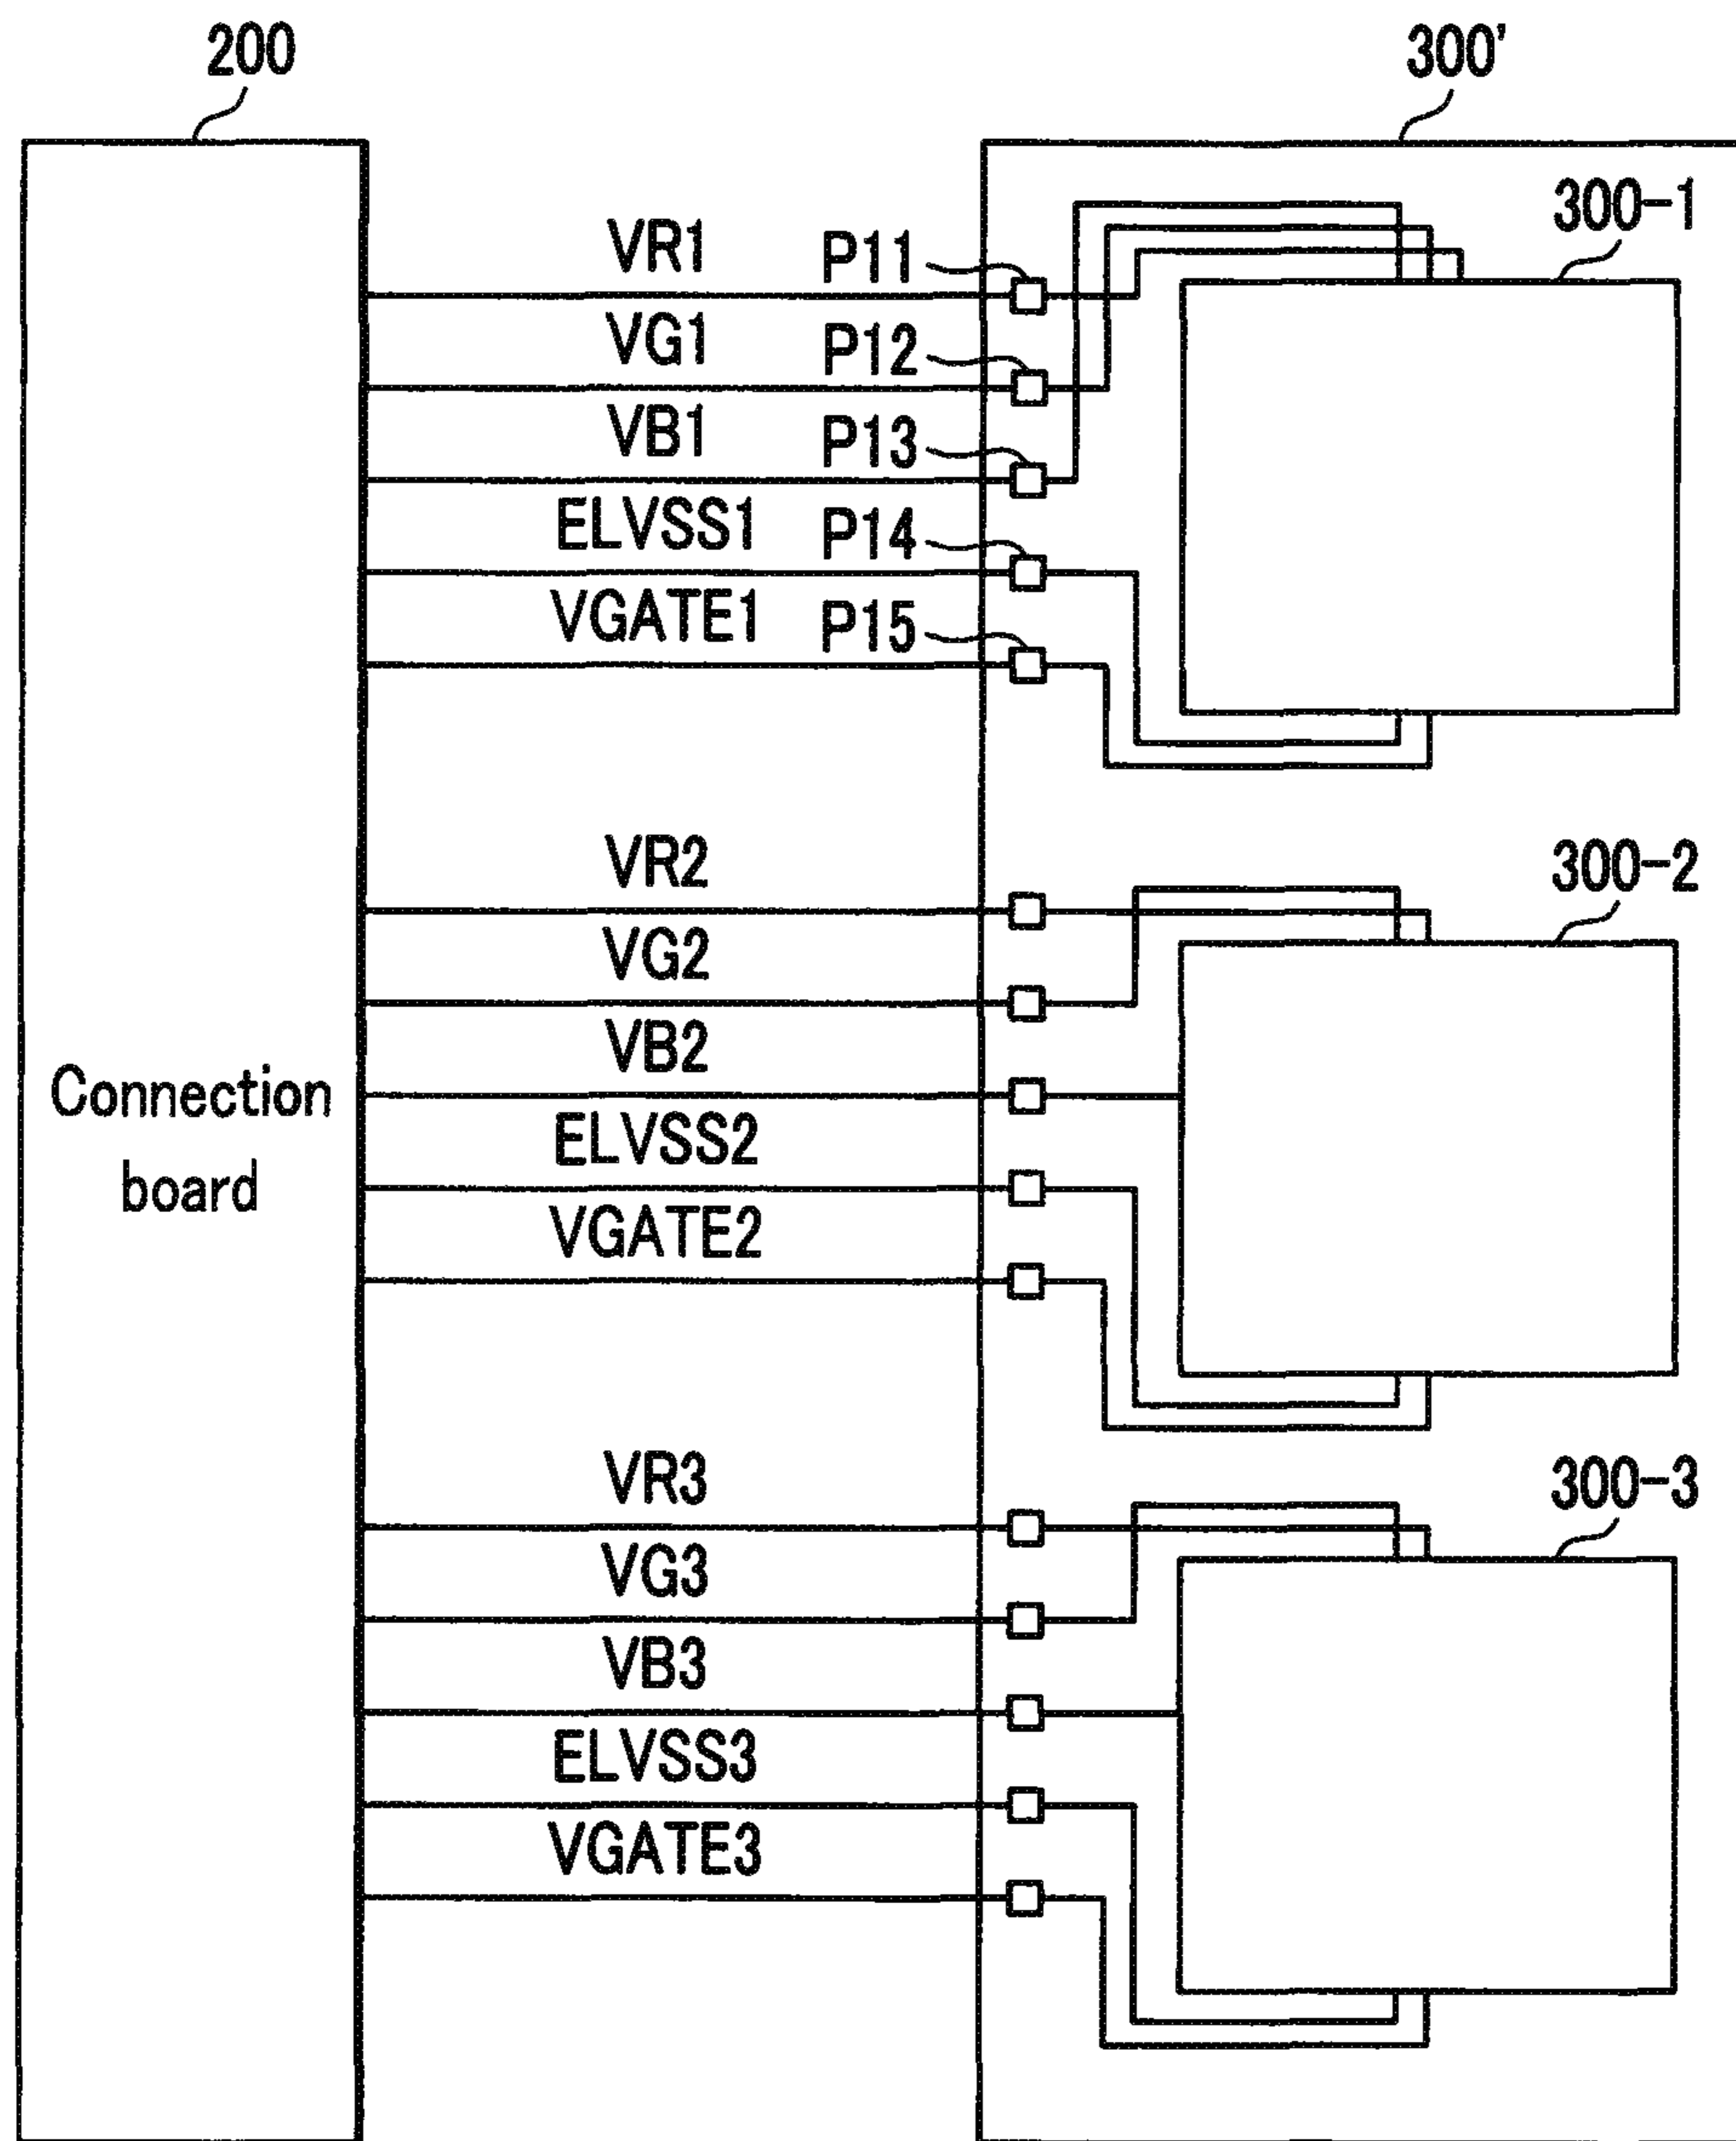 200
300'
300-1
VR1
P11
VG1
P12
VB1
P13
ELVSS1
P14
VGATE1
P15
VR2
300-2
VG2
VB2
Connection
board
ELVSS2
VGATE2
VR3
300-3
VG3
VB3
ELVSS3
VGATE3